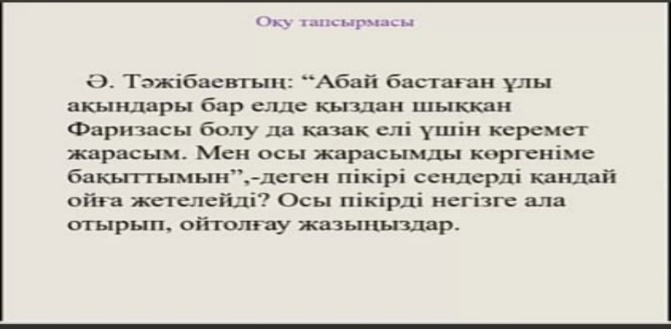 Оқу тапсырмасы
Ә. Тәжібаевтың: “Абай бастаған ұлы
ақындары бар елде қыздан шыққан
Фаризасы болу да қазақ елі үшін керемет
жарасым. Мен осы жарасымды көргеніме
бақыттымын”,-деген пікірі сендерді қандай
ойға жетелейді? Осы пікірді негізге ала
отырып, ойтолғау жазыңыздар.